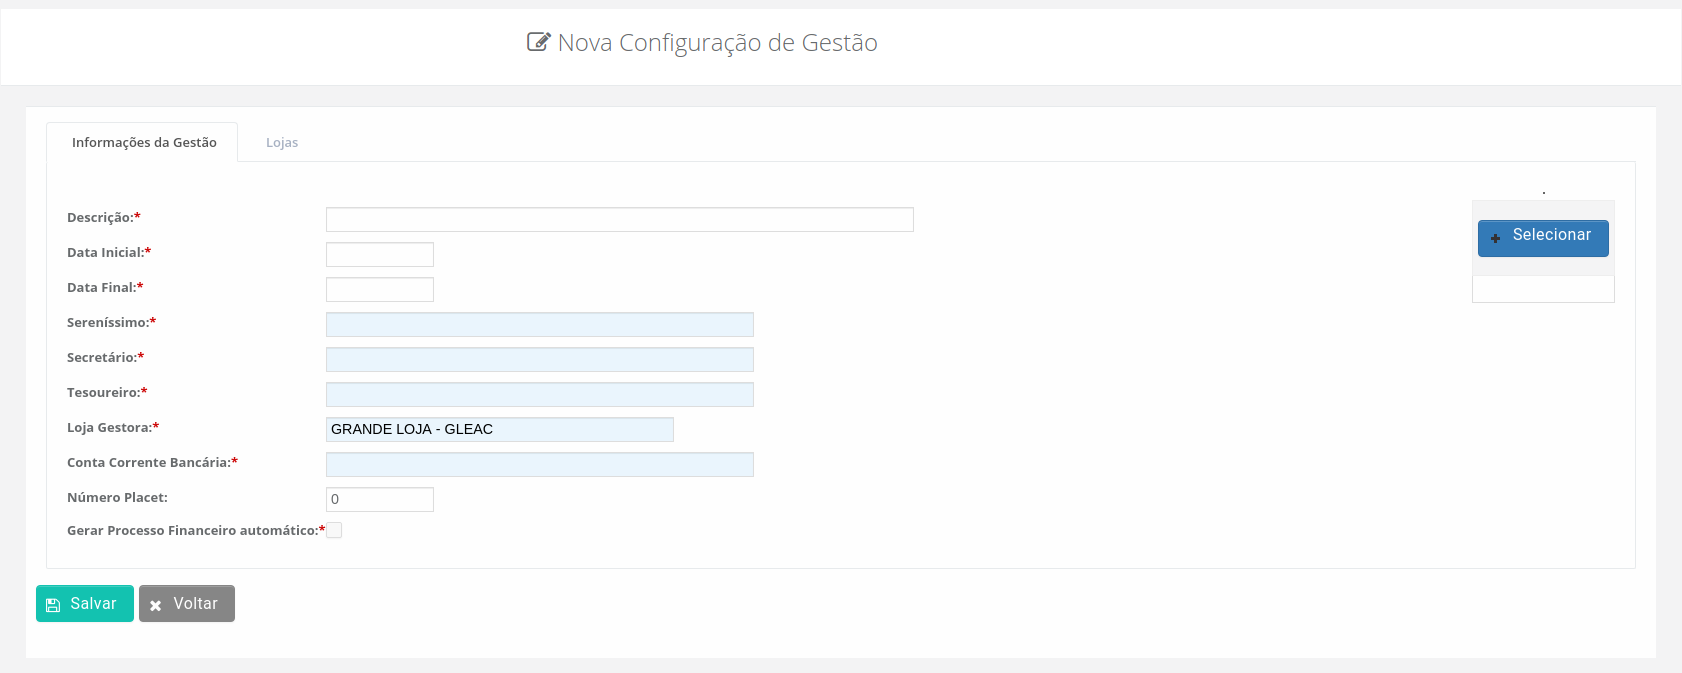 Nova Configuração de Gestão
Informações da Gestão
Lojas
.
Descrição:*
Selecionar
Data Inicial:*
Data Final:*
Sereníssimo:*
Secretário:*
Tesoureiro:*
Loja Gestora:* GRANDE LOJA - GLEAC
Conta Corrente Bancária:*
Número Placet: 0
Gerar Processo Financeiro automático:*
Salvar
Voltar